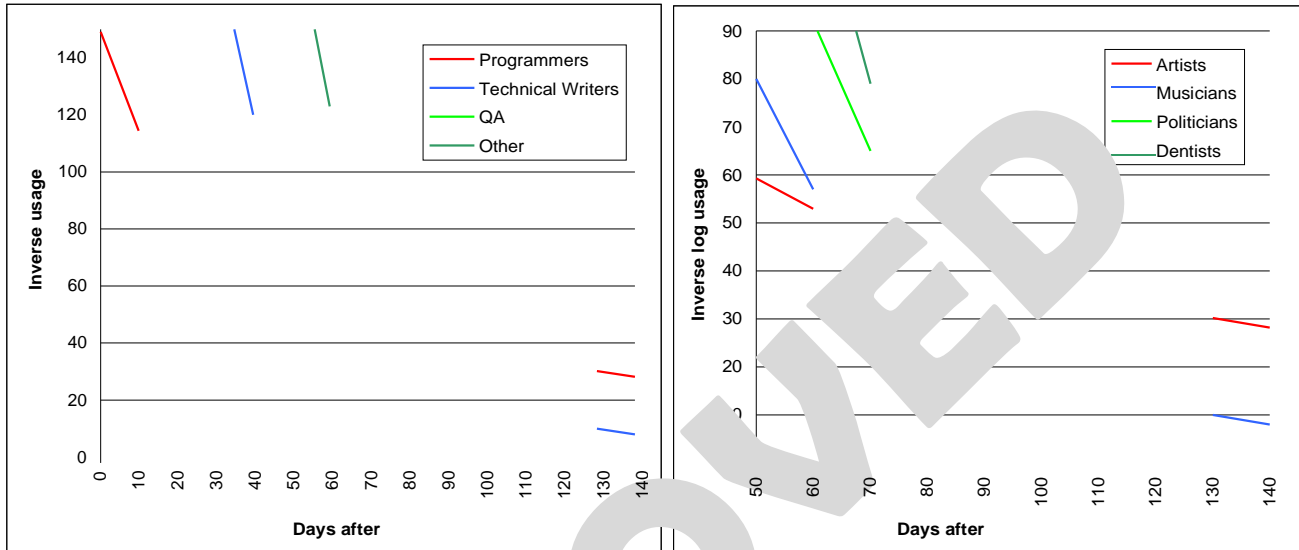 140
120
100
80
60
40
20
0
Inverse usage
Programmers
Technical Writers
QA
Other
0 10 20 30 40 50 60 70 80 90 100 110 120 130 140
Days after
90
80
70
60
50
40
30
20
0
Inverse log usage
Artists
Musicians
Politicians
Dentists
50 60 70 80 90 100 110 120 130 140
Days after
OVED